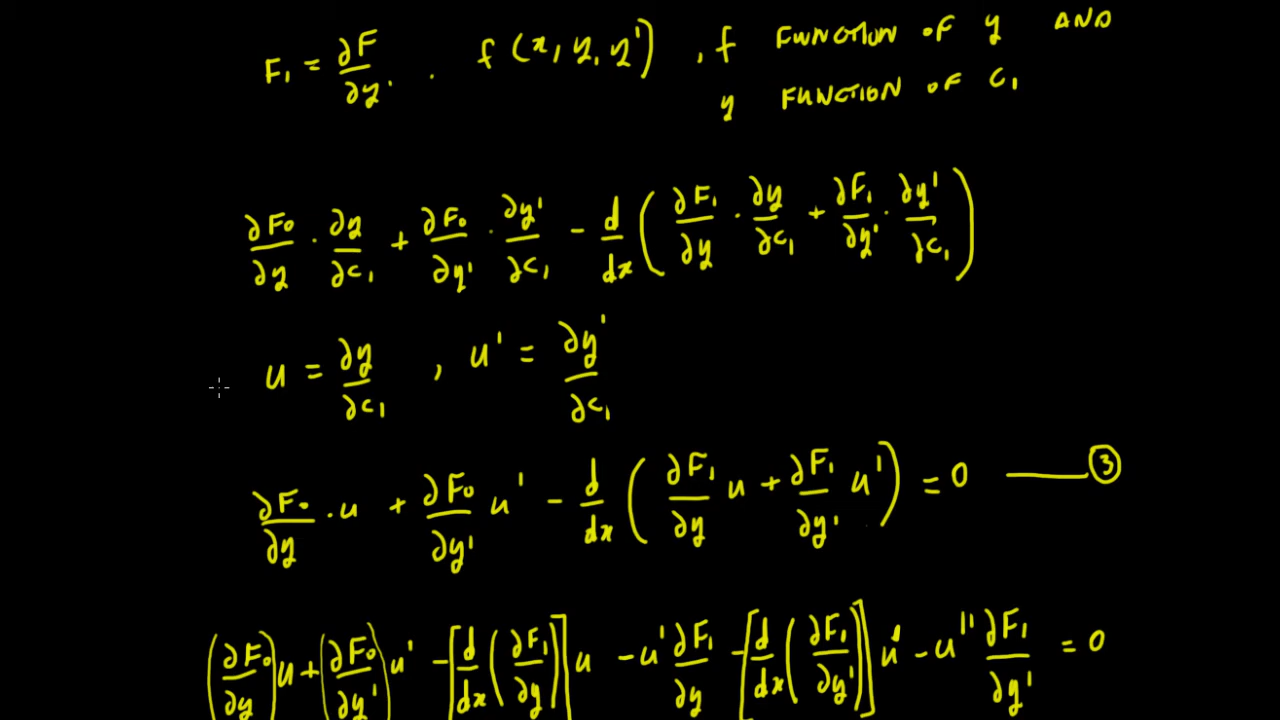 F₁ = ∂F/∂y' . f(x, y, y') , f FUNCTION OF y AND
y FUNCTION OF C₁
∂F₀/∂y · ∂y/∂c₁ + ∂F₀/∂y' · ∂y'/∂c₁ − d/dx ( ∂F₁/∂y · ∂y/∂c₁ + ∂F₁/∂y' · ∂y'/∂c₁ )
u = ∂y/∂c₁ , u' = ∂y'/∂c₁
∂F₀/∂y · u + ∂F₀/∂y' u' − d/dx ( ∂F₁/∂y u + ∂F₁/∂y' u' ) = 0 —— ③
(∂F₀/∂y) u + (∂F₀/∂y') u' − [d/dx (∂F₁/∂y)] u − u' ∂F₁/∂y − [d/dx (∂F₁/∂y')] u' − u'' ∂F₁/∂y' = 0